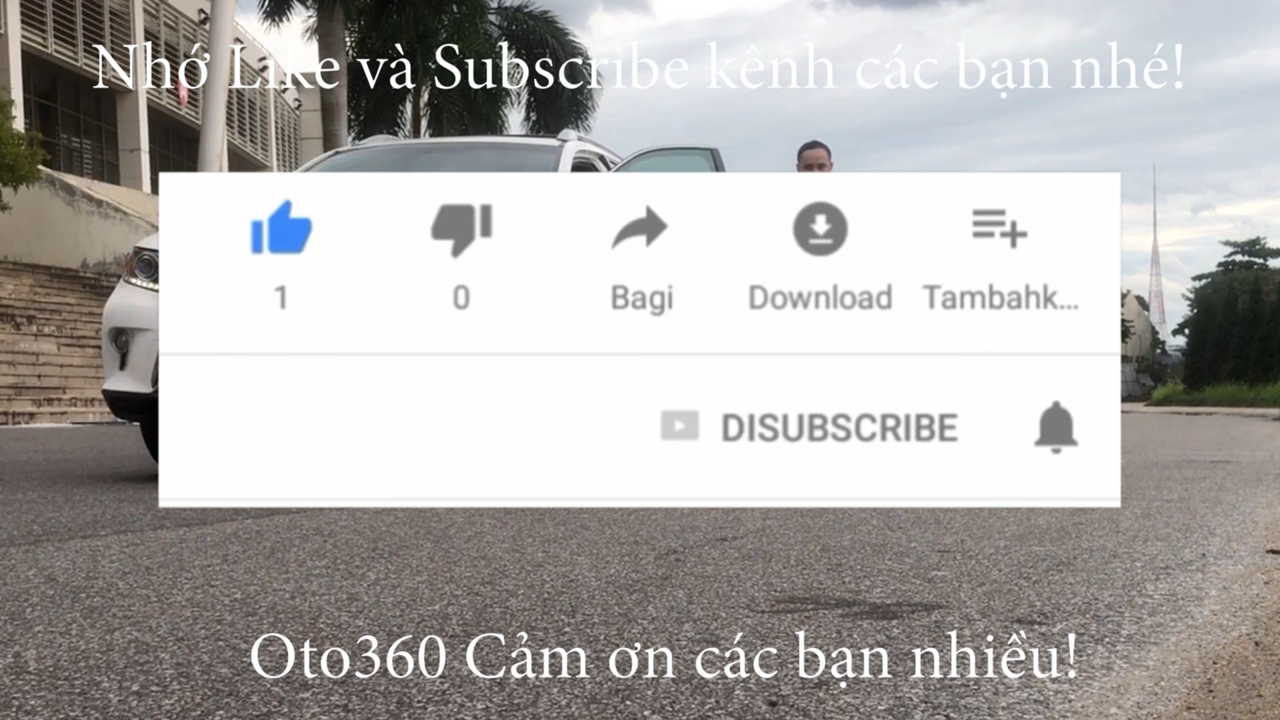 Nhớ Like và Subscribe kênh các bạn nhé!
1
0
Bagi
Download
Tambahk...
DISUBSCRIBE
Oto360 Cảm ơn các bạn nhiều!